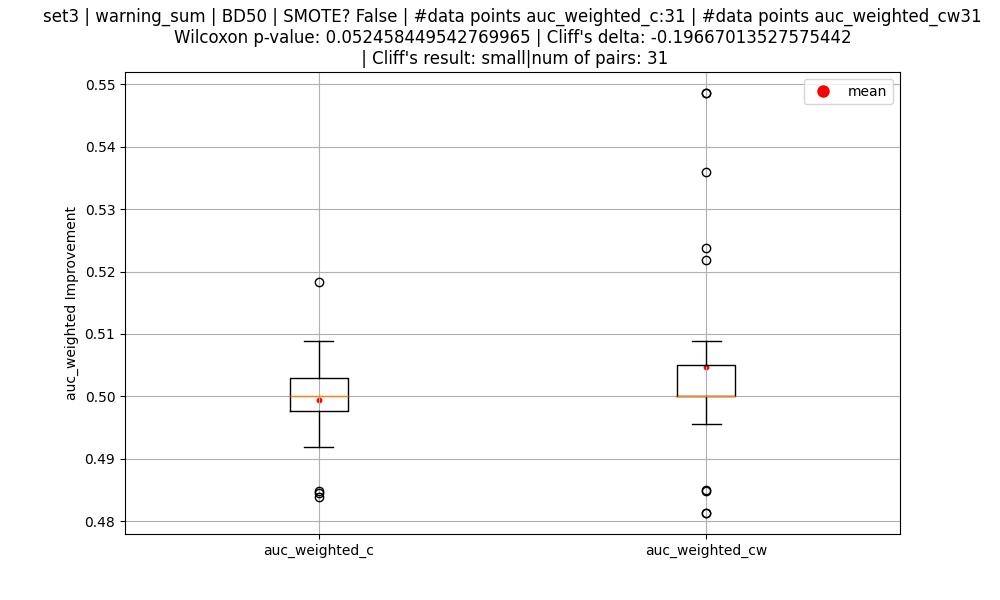 set3 | warning_sum | BD50 | SMOTE? False | #data points auc_weighted_c:31 | #data points auc_weighted_cw31
Wilcoxon p-value: 0.052458449542769965 | Cliff's delta: -0.19667013527575442
| Cliff's result: small|num of pairs: 31
mean
0.55
0.54
0.53
0.52
0.51
0.50
0.49
0.48
auc_weighted Improvement
auc_weighted_c
auc_weighted_cw